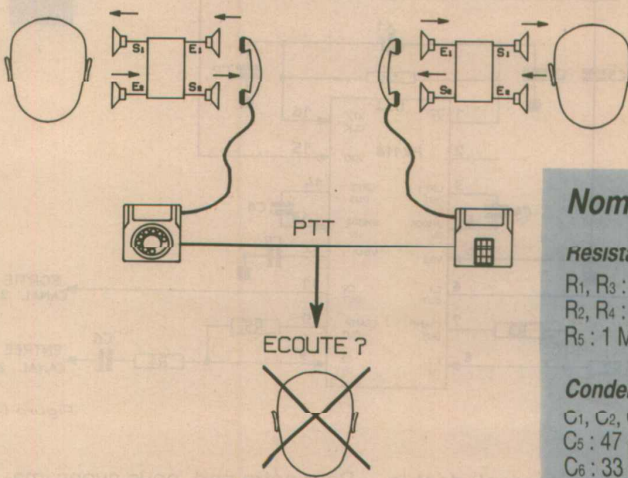 S₁ E₁ E₁ S₁
E₂ S₂ S₂ E₂
PTT
ECOUTE ?
Nom
Résista
R₁, R₃ :
R₂, R₄ :
R₅ : 1 M
Conden
C₁, C₂,
C₅ : 47
C₆ : 33